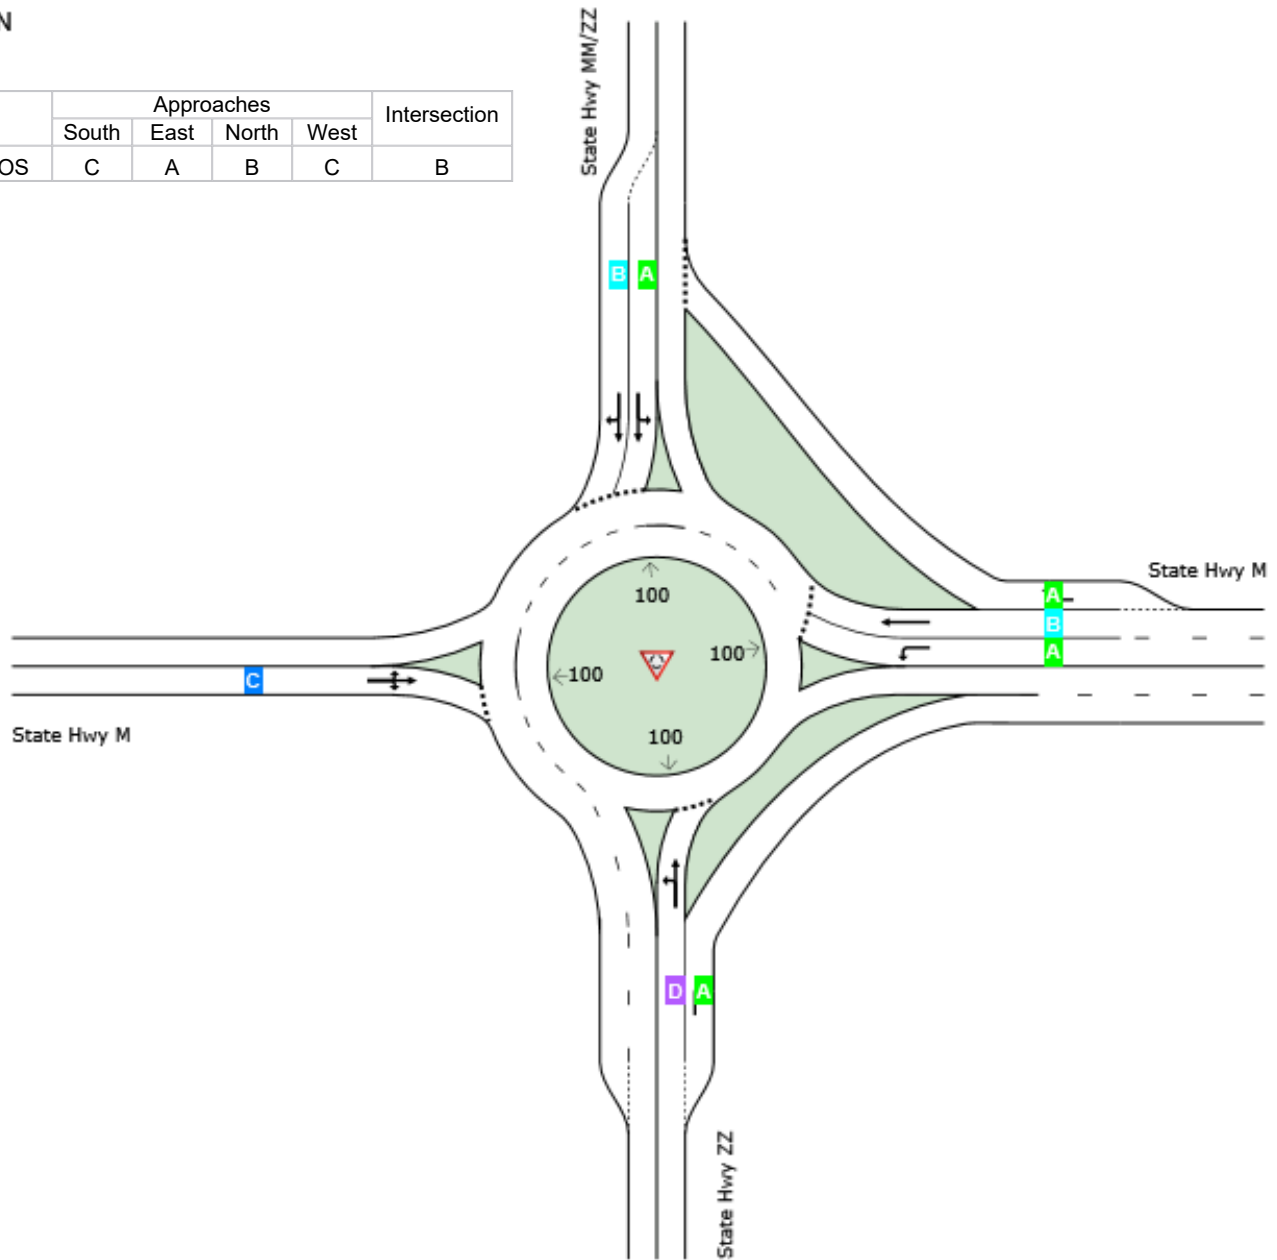 N
Approaches
Intersection
South East North West
OS C A B C B
State Hwy MM/ZZ
B A
State Hwy M
A
B
A
100
100
100
100
C
State Hwy M
D A
State Hwy ZZ